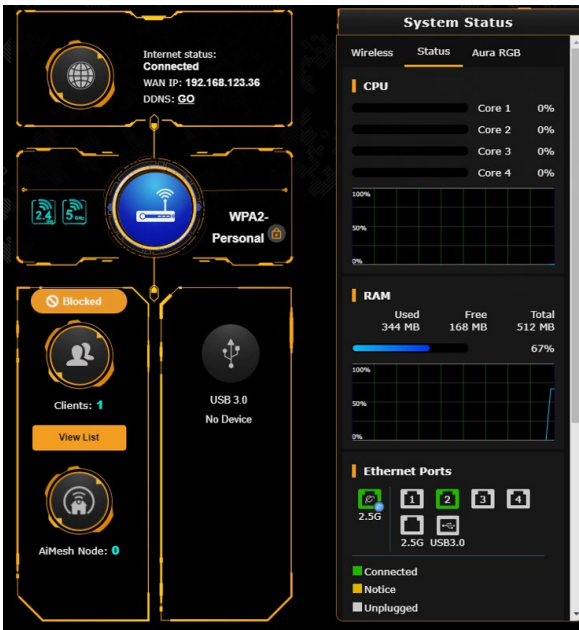 Internet status:
Connected
WAN IP: 192.168.123.36
DDNS: GO
2.4
GHz
5 GHz
WPA2-
Personal
Blocked
Clients: 1
View List
AiMesh Node: 0
USB 3.0
No Device
System Status
Wireless Status Aura RGB
CPU
Core 1 0%
Core 2 0%
Core 3 0%
Core 4 0%
100%
50%
0%
RAM
Used Free Total
344 MB 168 MB 512 MB
67%
100%
50%
0%
Ethernet Ports
1 2 3 4
2.5G
2.5G USB3.0
Connected
Notice
Unplugged